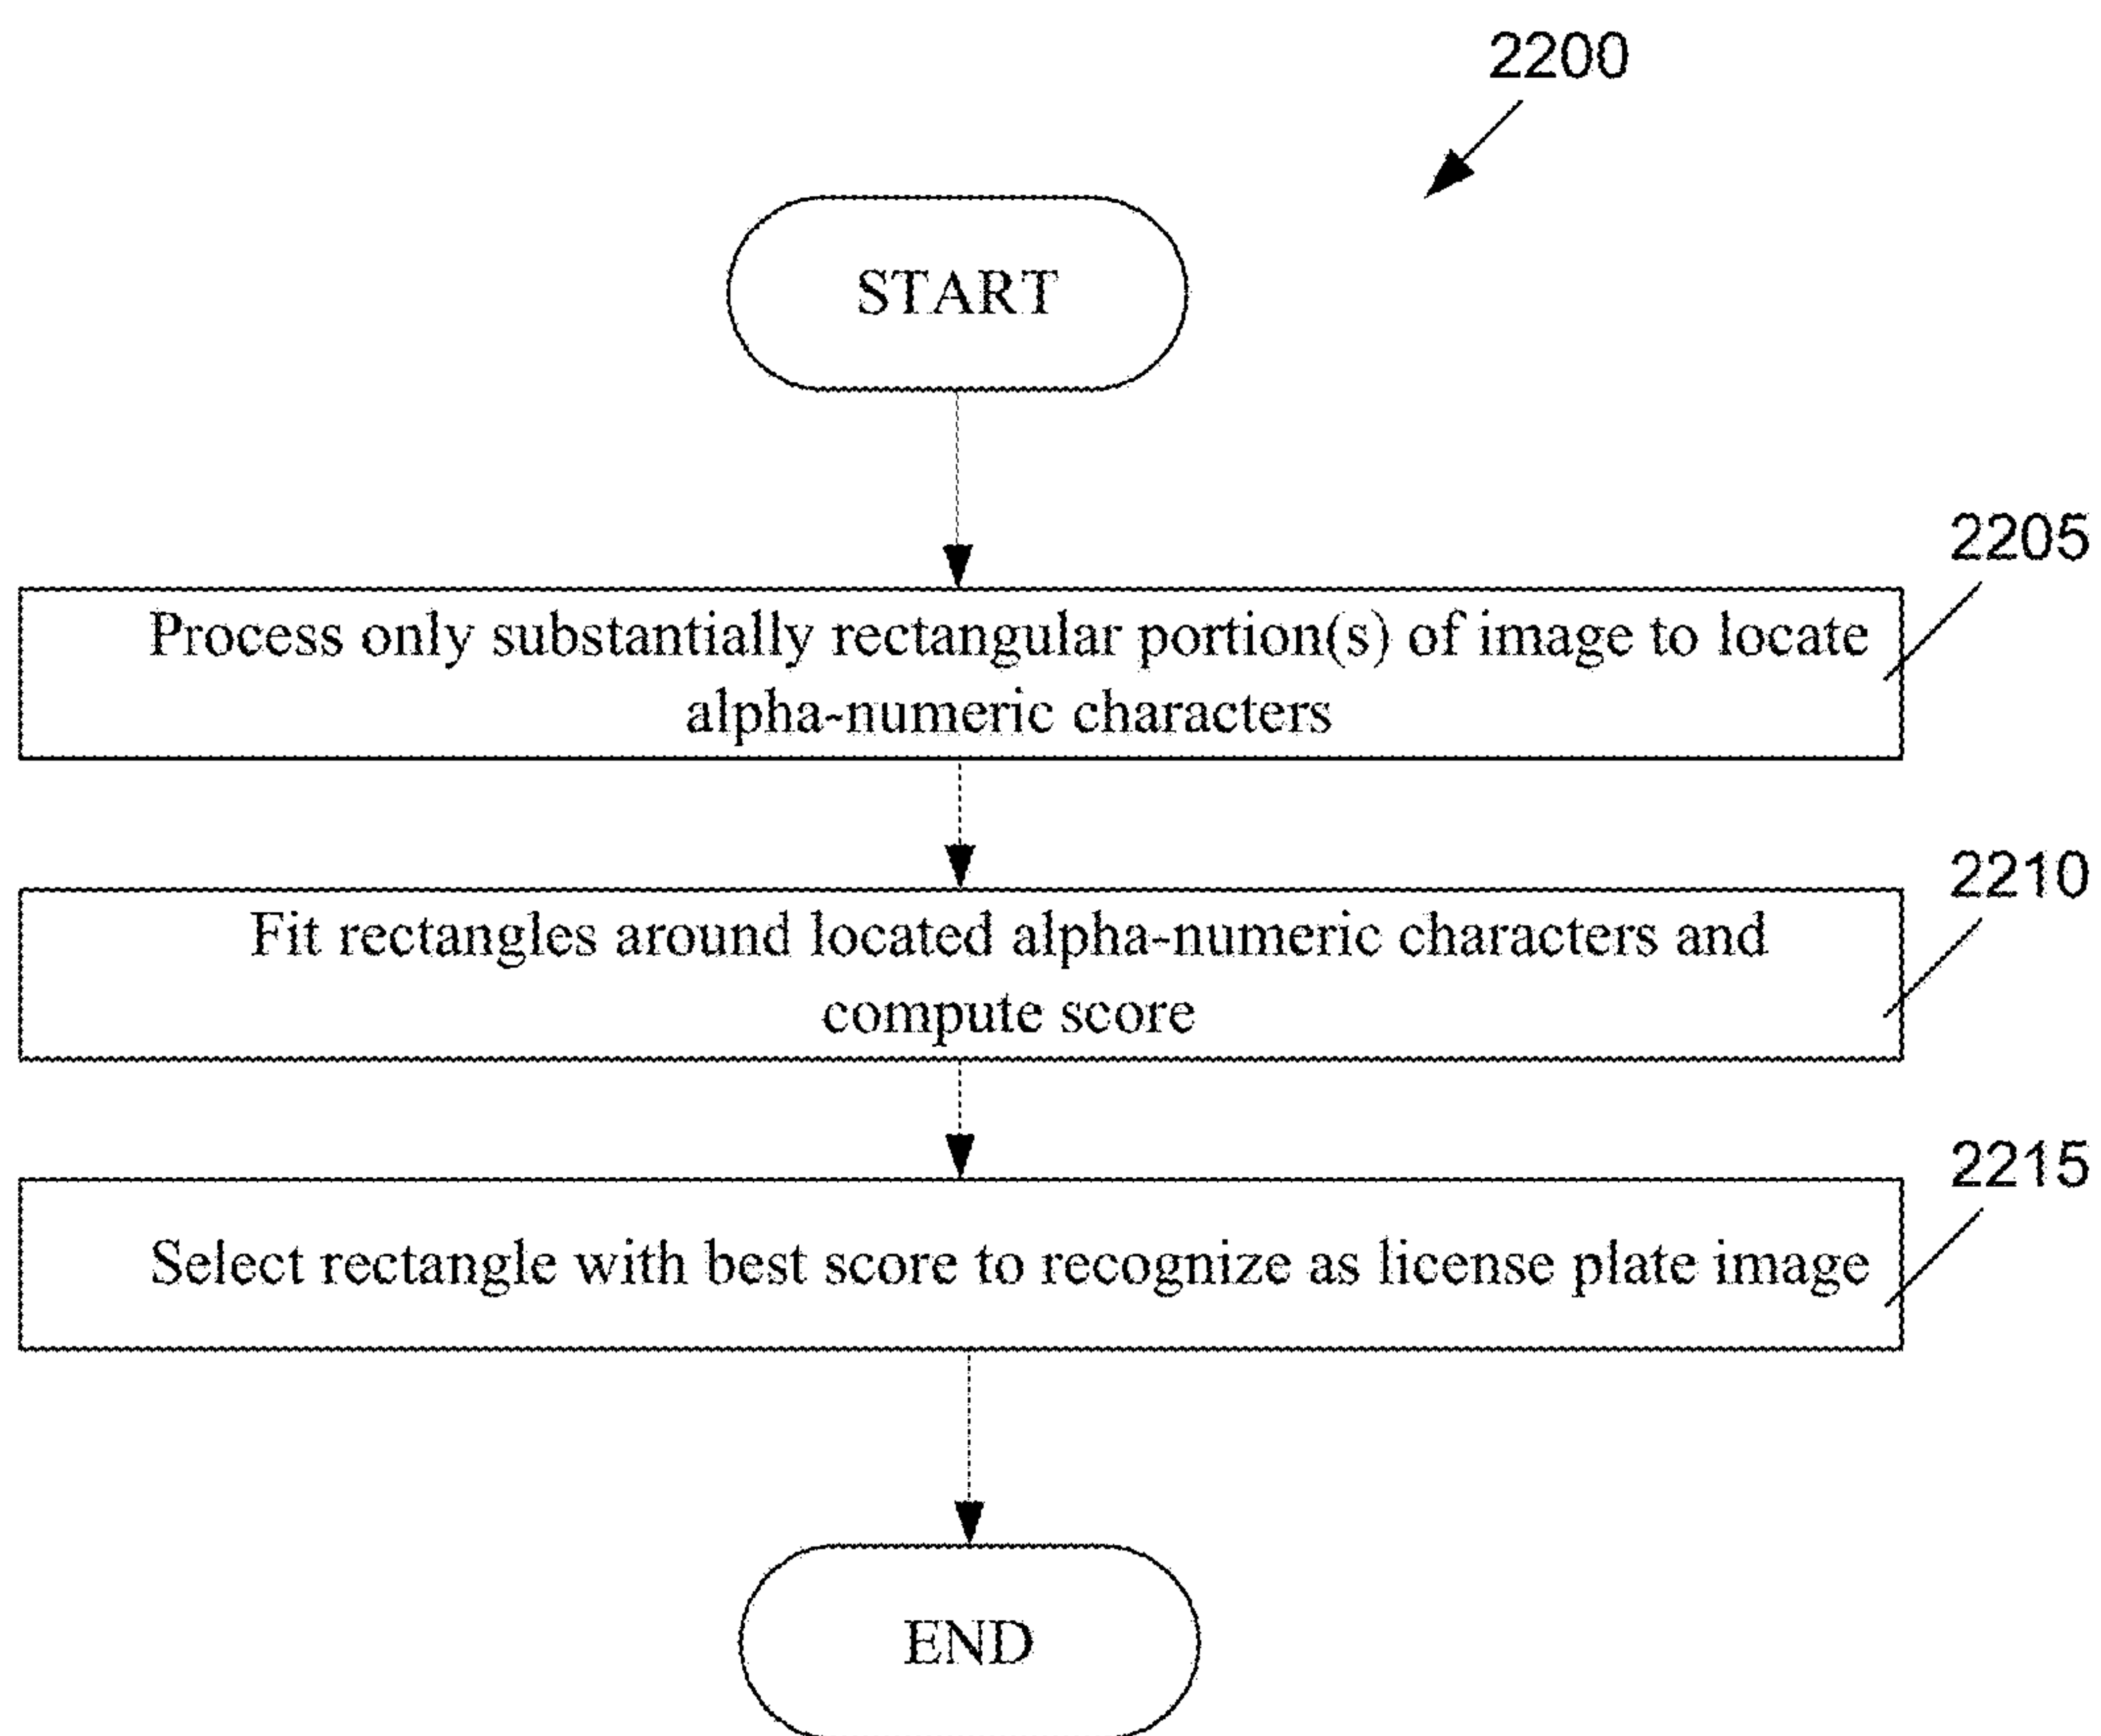 2200
START
2205
Process only substantially rectangular portion(s) of image to locate
alpha-numeric characters
2210
Fit rectangles around located alpha-numeric characters and
compute score
2215
Select rectangle with best score to recognize as license plate image
END